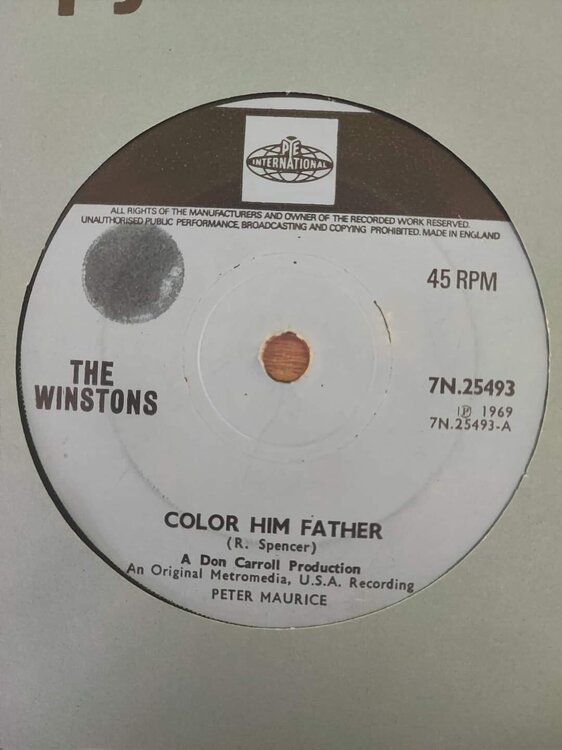 PYE
INTERNATIONAL
ALL RIGHTS OF THE MANUFACTURERS AND OWNER OF THE RECORDED WORK RESERVED.
UNAUTHORISED PUBLIC PERFORMANCE, BROADCASTING AND COPYING PROHIBITED. MADE IN ENGLAND
45 RPM
THE
WINSTONS
7N.25493
℗ 1969
7N.25493-A
COLOR HIM FATHER
(R. Spencer)
A Don Carroll Production
An Original Metromedia, U.S.A. Recording
PETER MAURICE